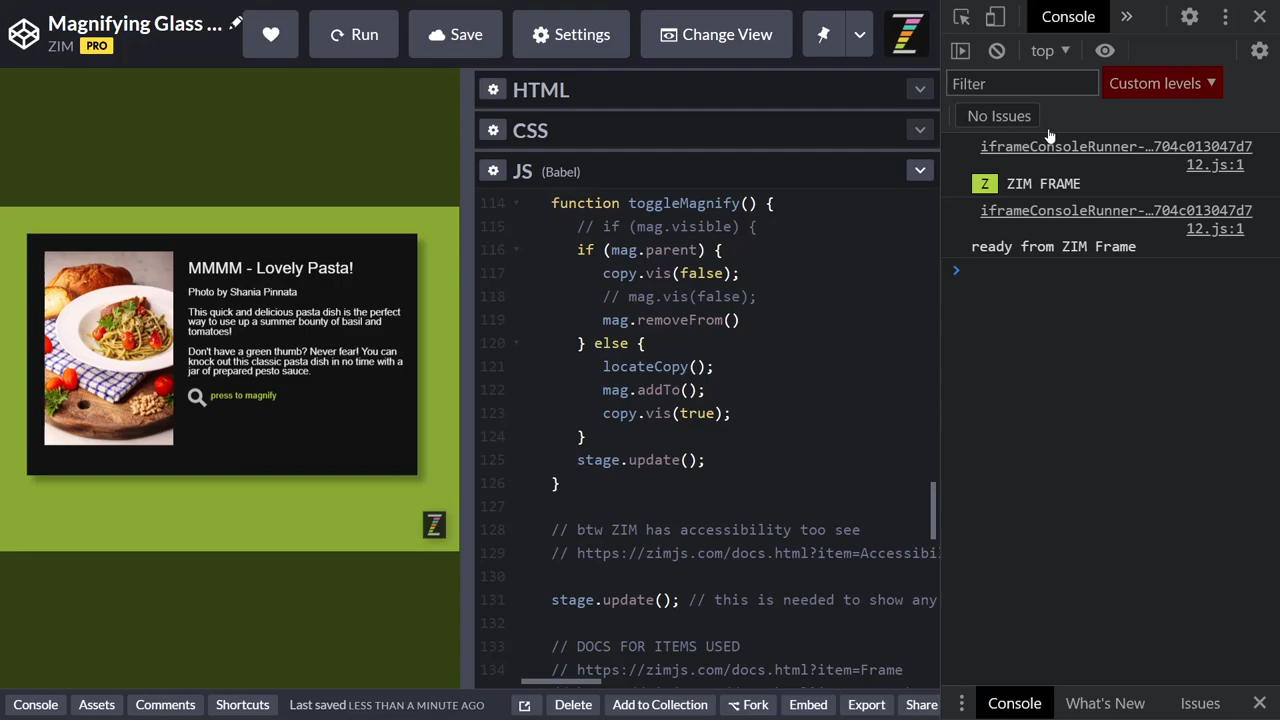 Magnifying Glass ...
ZIM PRO
Run
Save
Settings
Change View
HTML
CSS
JS (Babel)
114 function toggleMagnify() {
115 // if (mag.visible) {
116 if (mag.parent) {
117 copy.vis(false);
118 // mag.vis(false);
119 mag.removeFrom()
120 } else {
121 locateCopy();
122 mag.addTo();
123 copy.vis(true);
124 }
125 stage.update();
126 }
127
128 // btw ZIM has accessibility too see
129 // https://zimjs.com/docs.html?item=Accessibi
130
131 stage.update(); // this is needed to show any
132
133 // DOCS FOR ITEMS USED
134 // https://zimjs.com/docs.html?item=Frame
MMMM - Lovely Pasta!
Photo by Shania Pinnata
This quick and delicious pasta dish is the perfect
way to use up a summer bounty of basil and
tomatoes!
Don't have a green thumb? Never fear! You can
knock out this classic pasta dish in no time with a
jar of prepared pesto sauce.
press to magnify
Console
top
Filter
Custom levels
No Issues
iframeConsoleRunner-…704c013047d7
12.js:1
Z ZIM FRAME
iframeConsoleRunner-…704c013047d7
12.js:1
ready from ZIM Frame
Console
Assets
Comments
Shortcuts
Last saved LESS THAN A MINUTE AGO
Delete
Add to Collection
Fork
Embed
Export
Share
Console
What's New
Issues